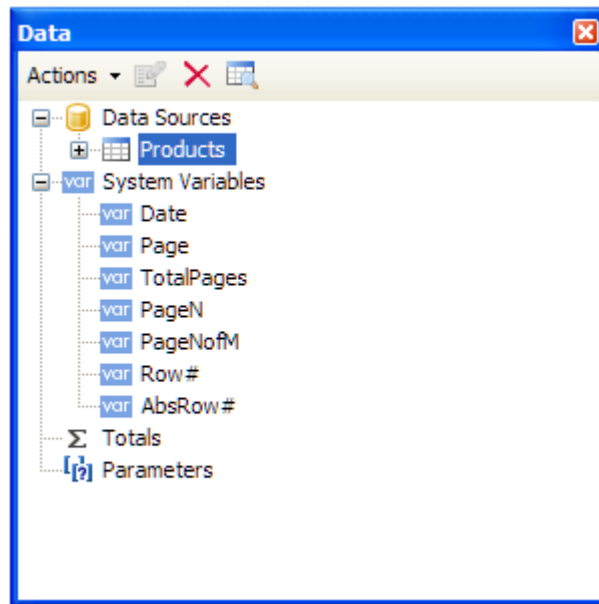 Data
Actions
Data Sources
Products
var System Variables
var Date
var Page
var TotalPages
var PageN
var PageNofM
var Row#
var AbsRow#
Σ Totals
[?] Parameters